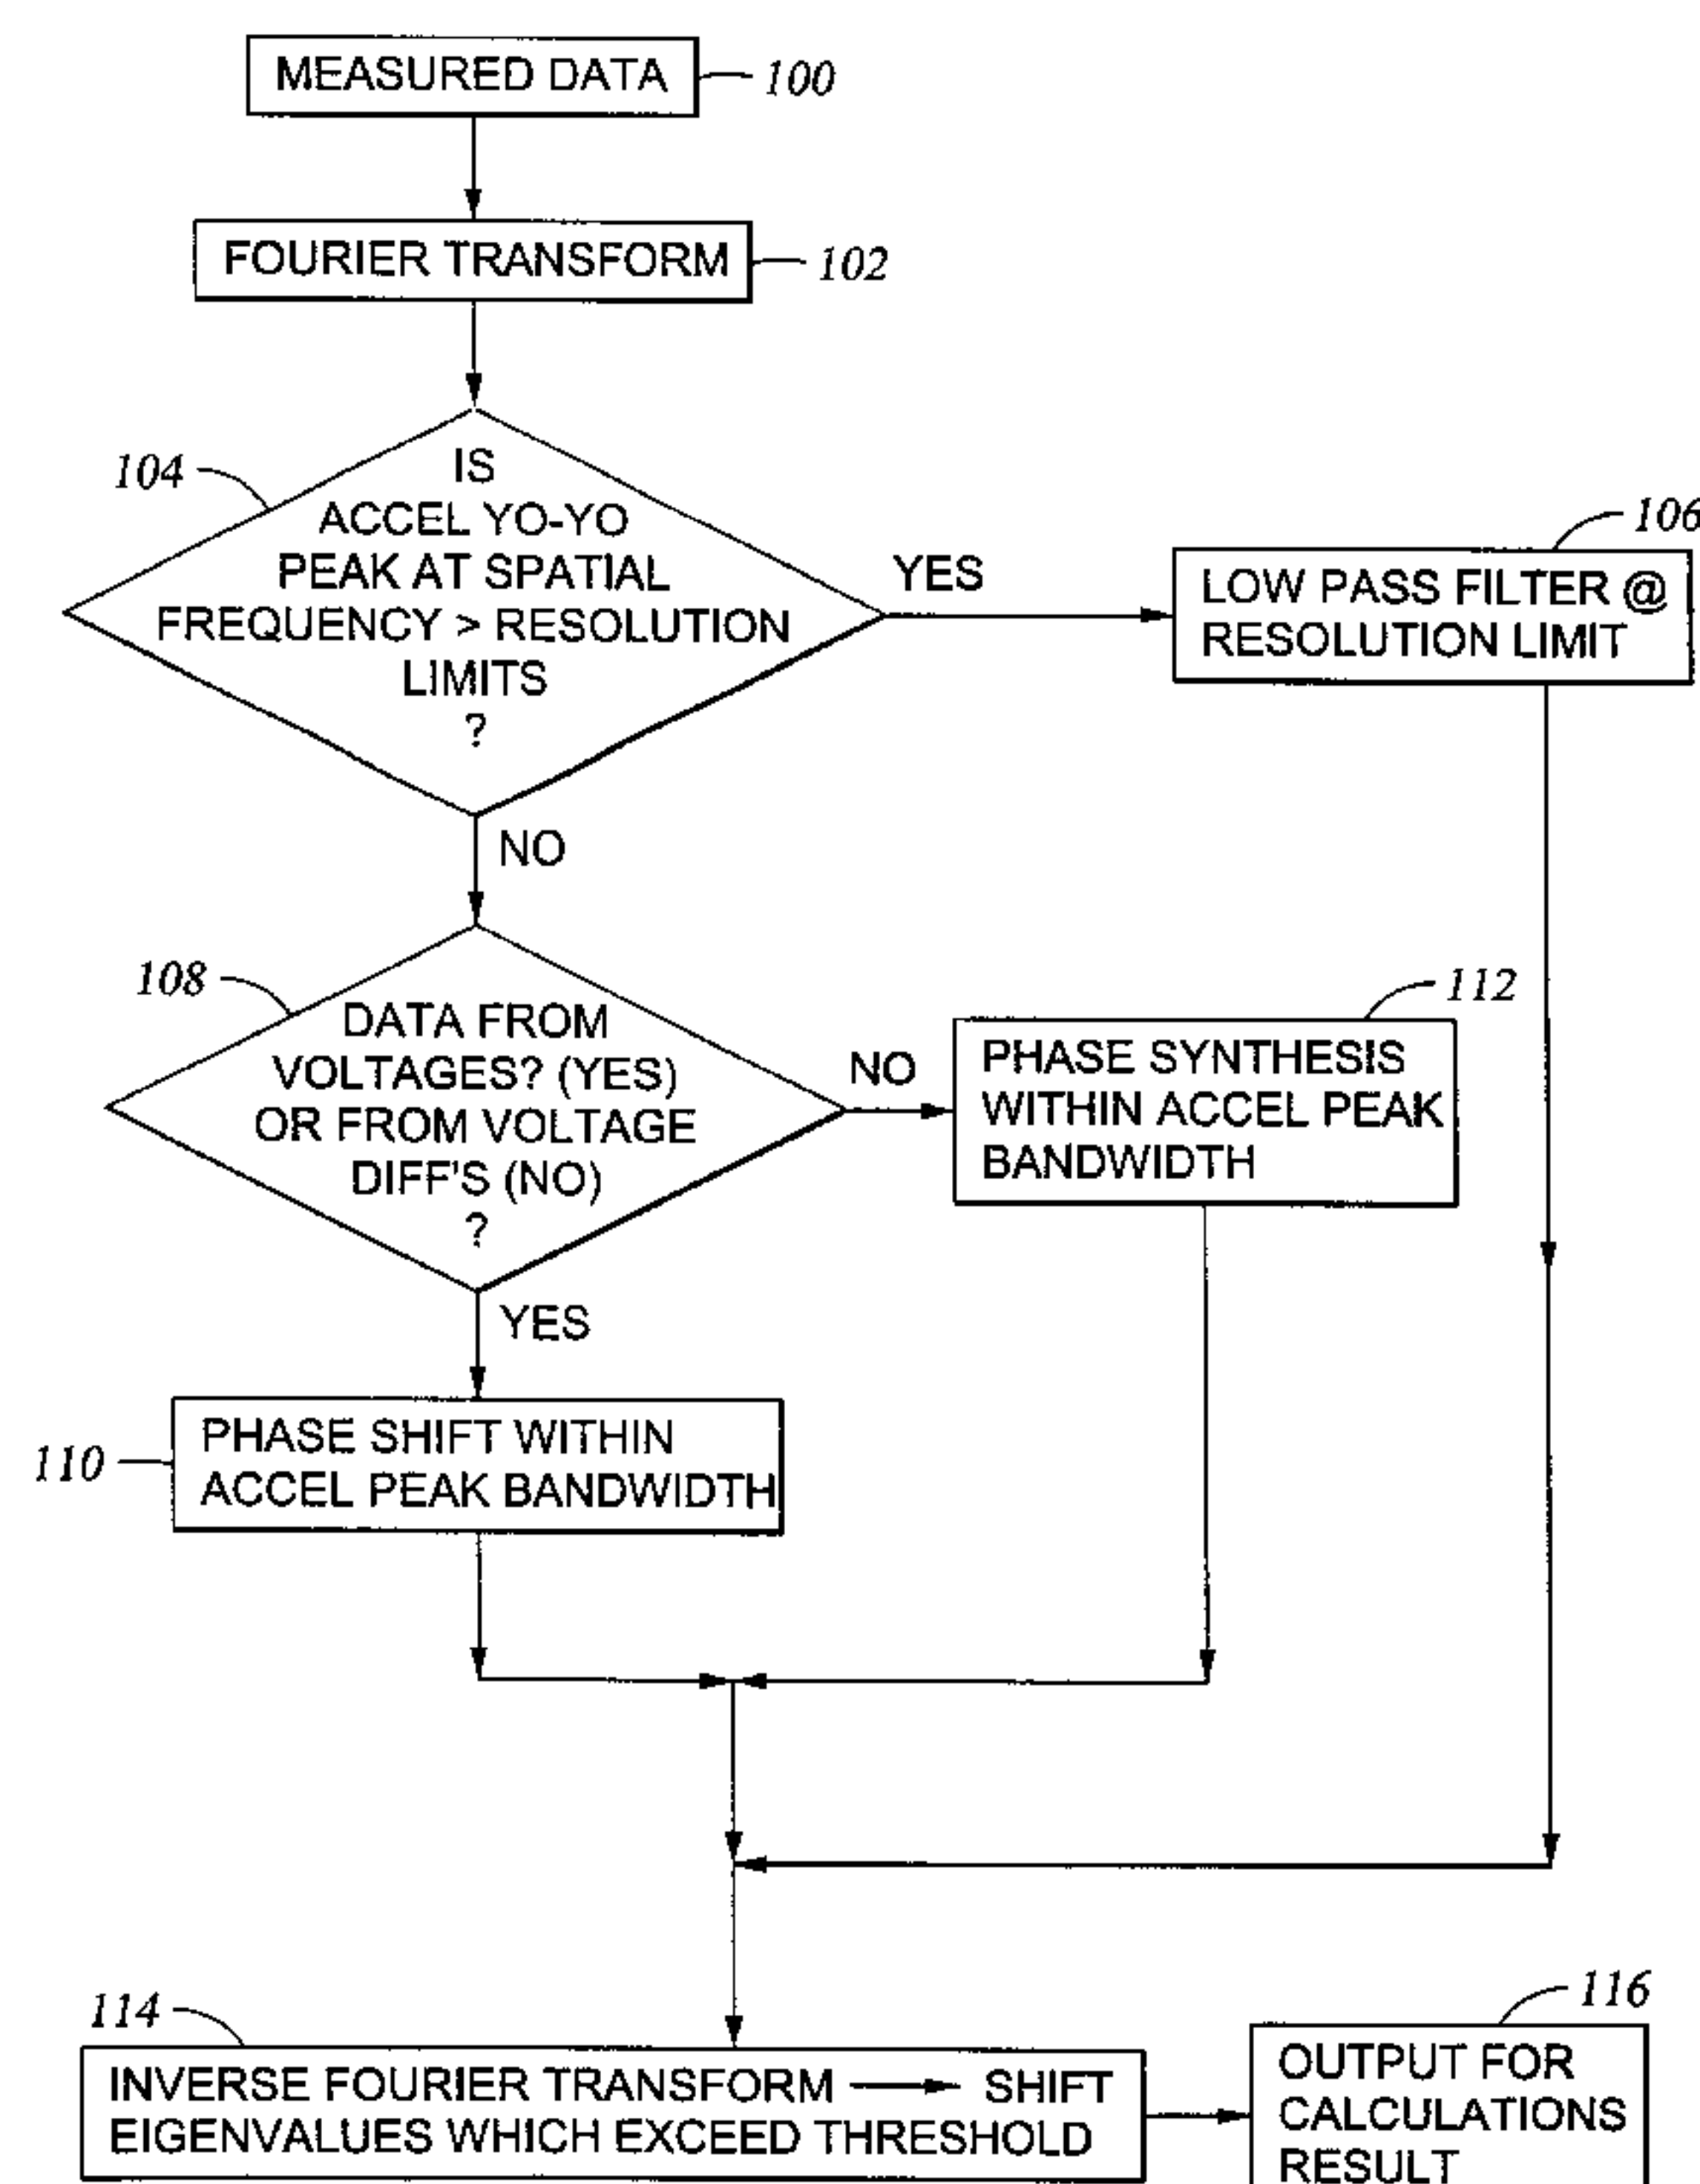 MEASURED DATA
100
FOURIER TRANSFORM
102
104
IS
ACCEL YO-YO
PEAK AT SPATIAL
FREQUENCY > RESOLUTION
LIMITS
?
YES
106
LOW PASS FILTER @
RESOLUTION LIMIT
NO
108
DATA FROM
VOLTAGES? (YES)
OR FROM VOLTAGE
DIFF'S (NO)
?
NO
112
PHASE SYNTHESIS
WITHIN ACCEL PEAK
BANDWIDTH
YES
110
PHASE SHIFT WITHIN
ACCEL PEAK BANDWIDTH
114
INVERSE FOURIER TRANSFORM → SHIFT
EIGENVALUES WHICH EXCEED THRESHOLD
116
OUTPUT FOR
CALCULATIONS
RESULT